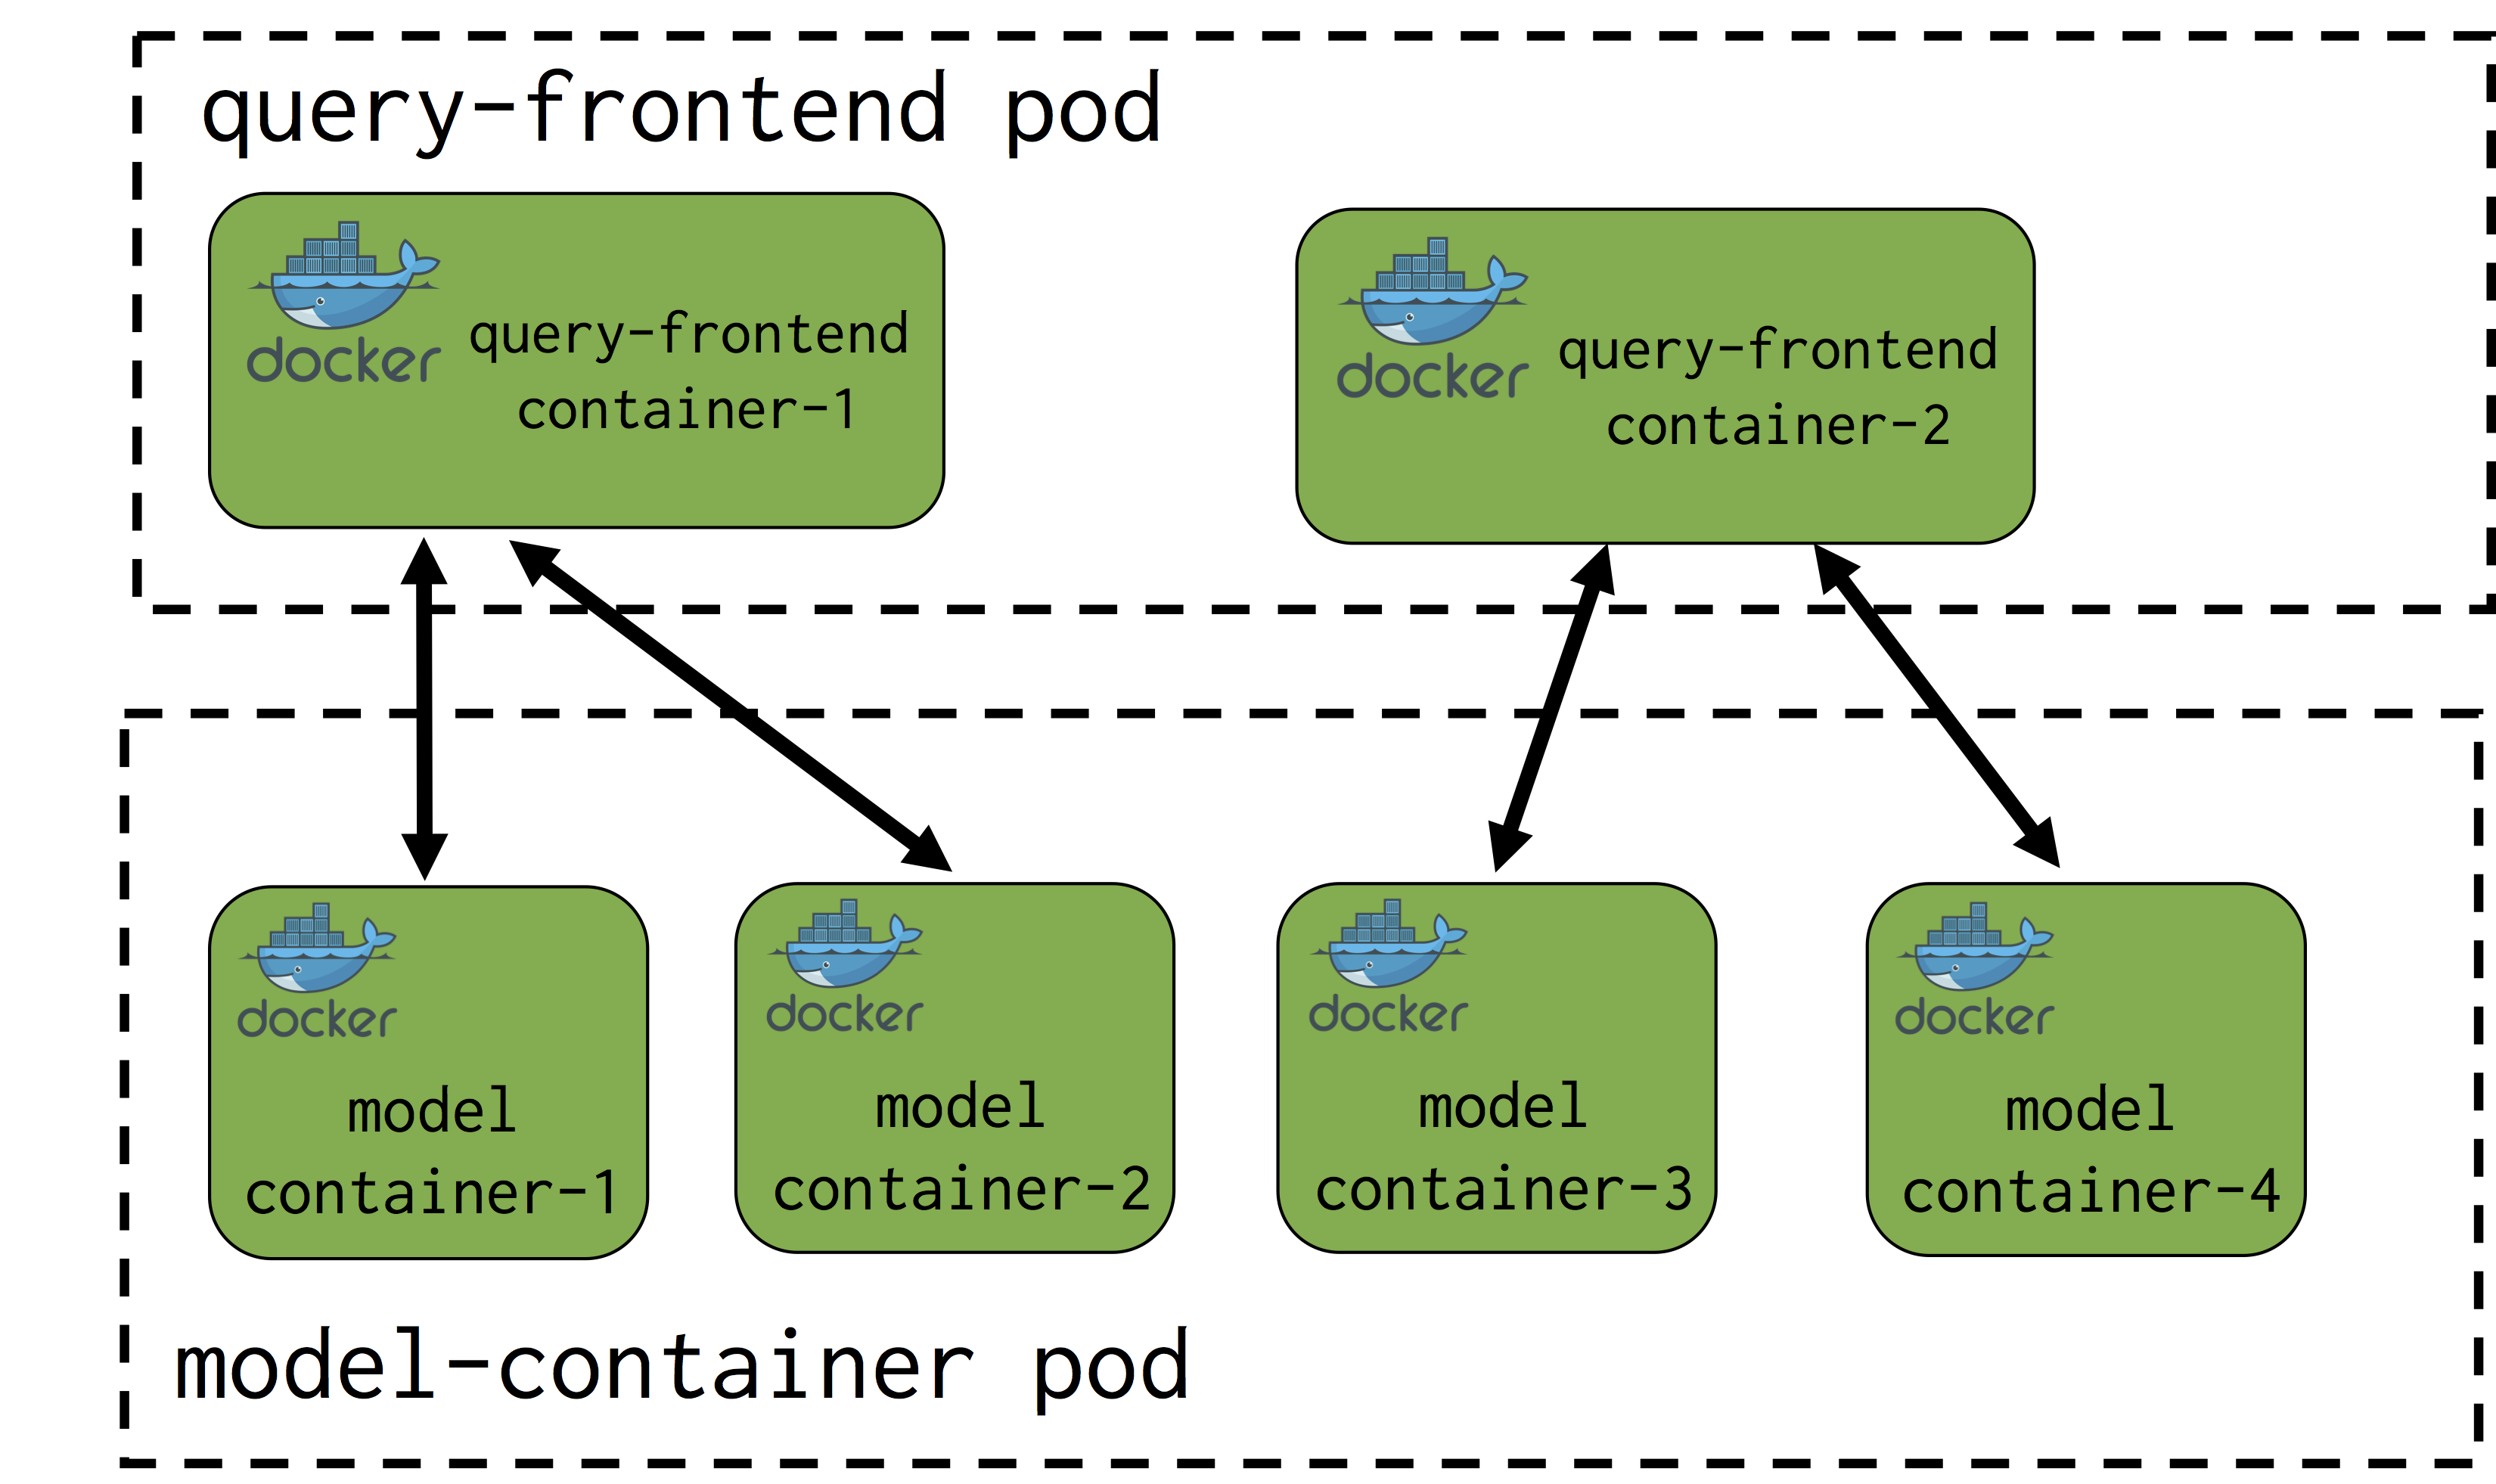 query-frontend pod
docker
query-frontend
container-1
docker
query-frontend
container-2
docker
model
container-1
docker
model
container-2
docker
model
container-3
docker
model
container-4
model-container pod